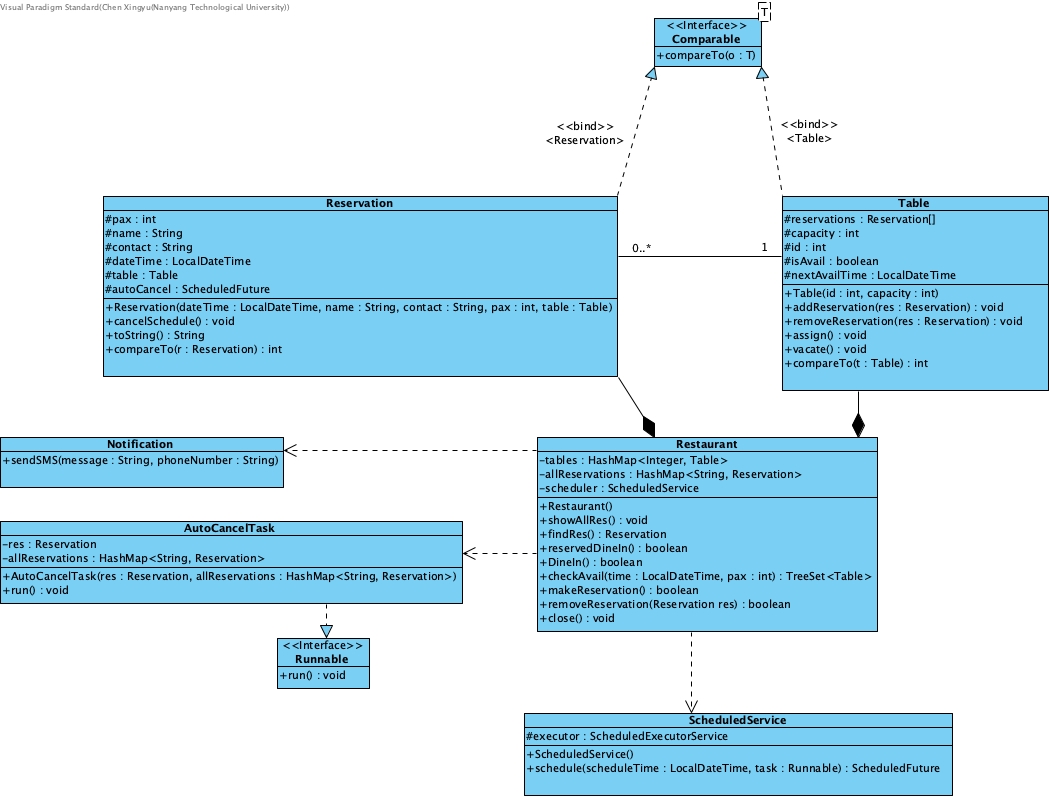 Visual Paradigm Standard(Chen Xingyu(Nanyang Technological University))
T
<<Interface>>
Comparable
+compareTo(o : T)
<<bind>>
<Reservation>
<<bind>>
<Table>
Reservation
#pax : int
#name : String
#contact : String
#dateTime : LocalDateTime
#table : Table
#autoCancel : ScheduledFuture
+Reservation(dateTime : LocalDateTime, name : String, contact : String, pax : int, table : Table)
+cancelSchedule() : void
+toString() : String
+compareTo(r : Reservation) : int
0..*
1
Table
#reservations : Reservation[]
#capacity : int
#id : int
#isAvail : boolean
#nextAvailTime : LocalDateTime
+Table(id : int, capacity : int)
+addReservation(res : Reservation) : void
+removeReservation(res : Reservation) : void
+assign() : void
+vacate() : void
+compareTo(t : Table) : int
Notification
+sendSMS(message : String, phoneNumber : String)
Restaurant
-tables : HashMap<Integer, Table>
-allReservations : HashMap<String, Reservation>
-scheduler : ScheduledService
+Restaurant()
+showAllRes() : void
+findRes() : Reservation
+reservedDineIn() : boolean
+DineIn() : boolean
+checkAvail(time : LocalDateTime, pax : int) : TreeSet<Table>
+makeReservation() : boolean
+removeReservation(Reservation res) : boolean
+close() : void
AutoCancelTask
-res : Reservation
-allReservations : HashMap<String, Reservation>
+AutoCancelTask(res : Reservation, allReservations : HashMap<String, Reservation>)
+run() : void
<<Interface>>
Runnable
+run() : void
ScheduledService
#executor : ScheduledExecutorService
+ScheduledService()
+schedule(scheduleTime : LocalDateTime, task : Runnable) : ScheduledFuture